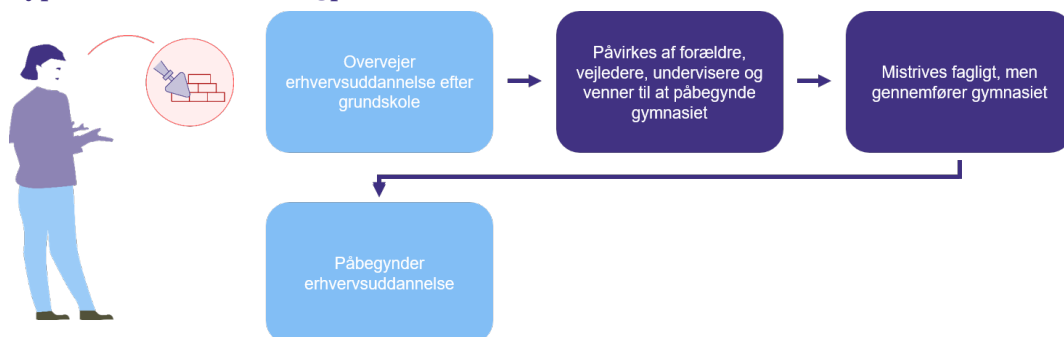 Overvejer
erhvervsuddannelse efter
grundskole
Påvirkes af forældre,
vejledere, undervisere og
venner til at påbegynde
gymnasiet
Mistrives fagligt, men
gennemfører gymnasiet
Påbegynder
erhvervsuddannelse